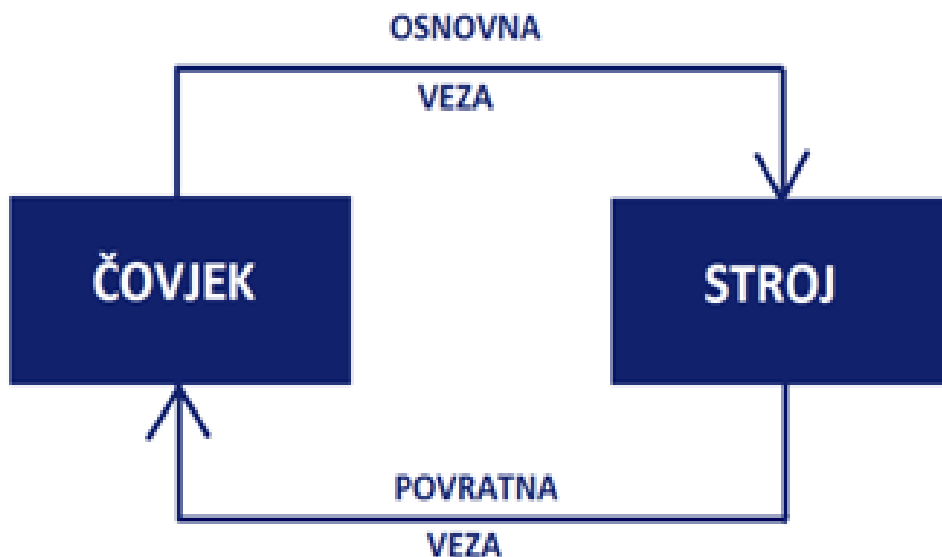 OSNOVNA
VEZA
ČOVJEK
STROJ
POVRATNA
VEZA